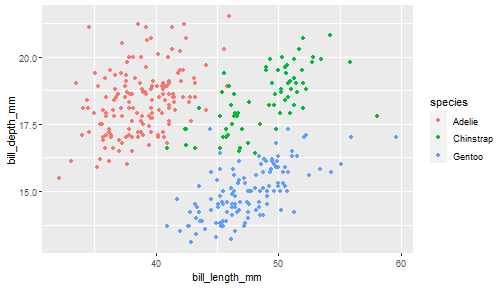 20.0
17.5
15.0
bill_depth_mm
40
50
60
bill_length_mm
species
Adelie
Chinstrap
Gentoo